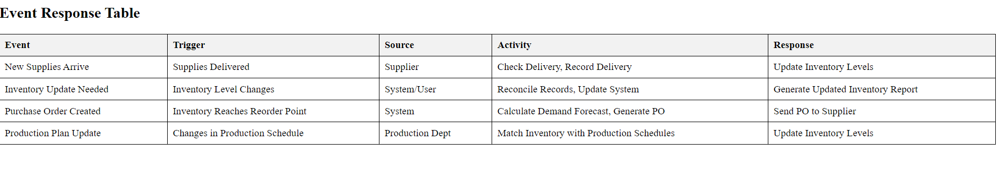 Event Response Table
Event Trigger Source Activity Response
New Supplies Arrive Supplies Delivered Supplier Check Delivery, Record Delivery Update Inventory Levels
Inventory Update Needed Inventory Level Changes System/User Reconcile Records, Update System Generate Updated Inventory Report
Purchase Order Created Inventory Reaches Reorder Point System Calculate Demand Forecast, Generate PO Send PO to Supplier
Production Plan Update Changes in Production Schedule Production Dept Match Inventory with Production Schedules Update Inventory Levels